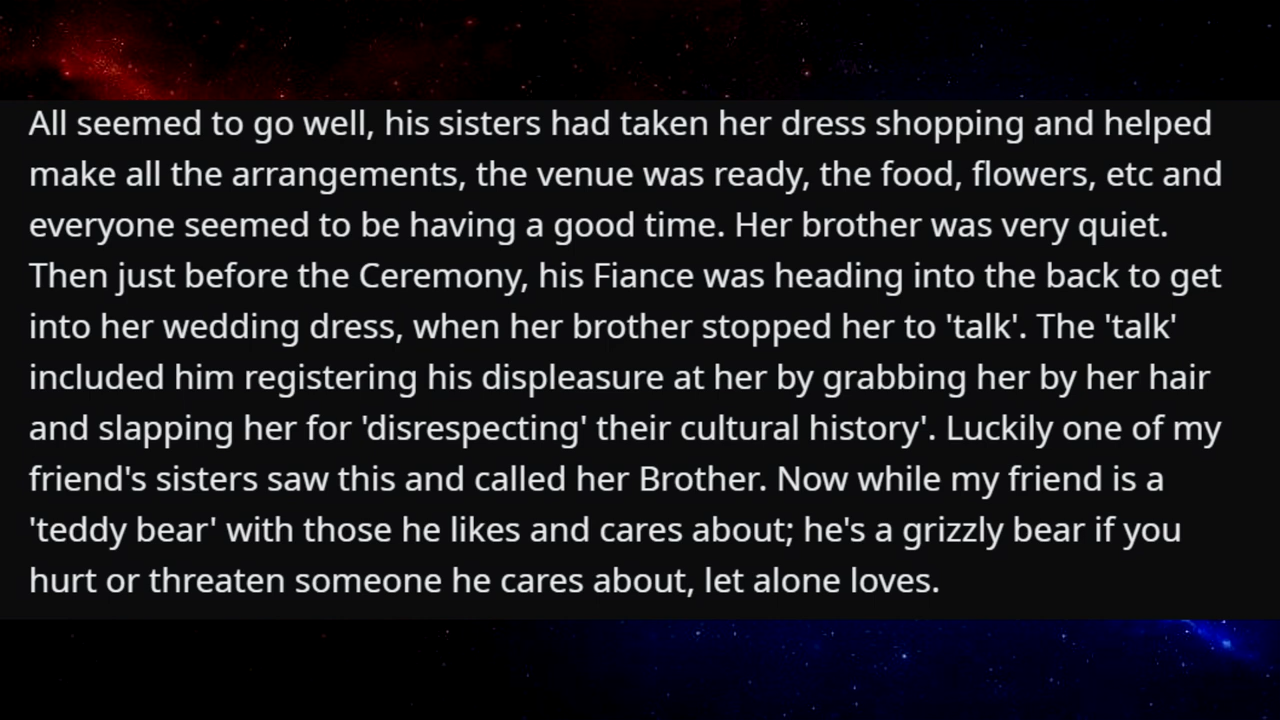 All seemed to go well, his sisters had taken her dress shopping and helped
make all the arrangements, the venue was ready, the food, flowers, etc and
everyone seemed to be having a good time. Her brother was very quiet.
Then just before the Ceremony, his Fiance was heading into the back to get
into her wedding dress, when her brother stopped her to 'talk'. The 'talk'
included him registering his displeasure at her by grabbing her by her hair
and slapping her for 'disrespecting' their cultural history'. Luckily one of my
friend's sisters saw this and called her Brother. Now while my friend is a
'teddy bear' with those he likes and cares about; he's a grizzly bear if you
hurt or threaten someone he cares about, let alone loves.